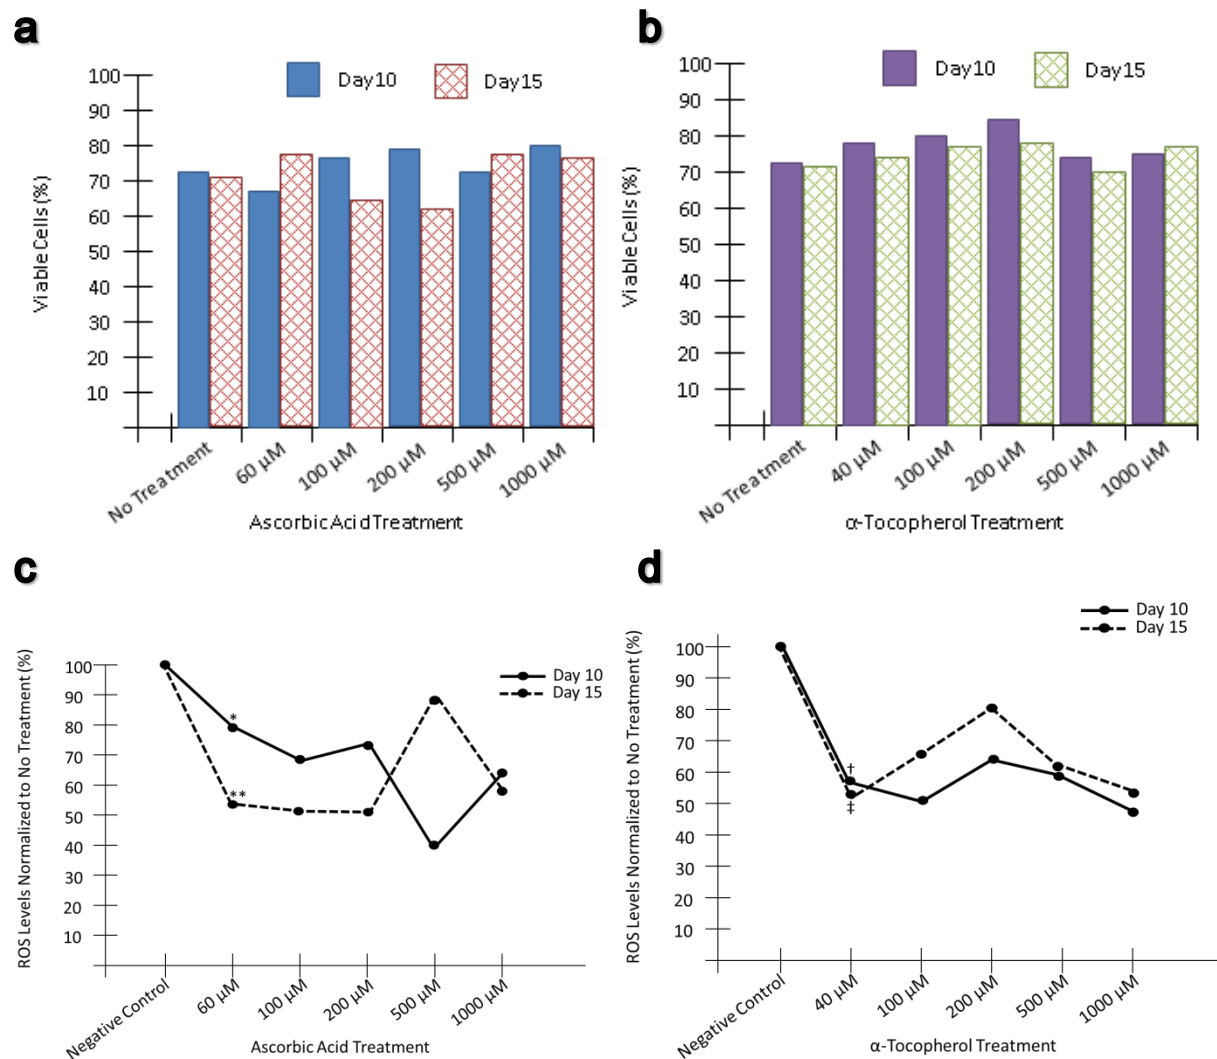 a
Day10
Day15
100
90
80
70
60
50
40
30
20
10
Viable Cells (%)
No Treatment
60 µM
100 µM
200 µM
500 µM
1000 µM
Ascorbic Acid Treatment
b
Day10
Day15
100
90
80
70
60
50
40
30
20
10
Viable Cells (%)
No Treatment
40 µM
100 µM
200 µM
500 µM
1000 µM
α-Tocopherol Treatment
c
Day 10
Day 15
100
90
80
70
60
50
40
30
20
10
ROS Levels Normalized to No Treatment (%)
*
**
Negative Control
60 µM
100 µM
200 µM
500 µM
1000 µM
Ascorbic Acid Treatment
d
Day 10
Day 15
100
90
80
70
60
50
40
30
20
10
ROS Levels Normalized to No Treatment (%)
†
‡
Negative Control
40 µM
100 µM
200 µM
500 µM
1000 µM
α-Tocopherol Treatment